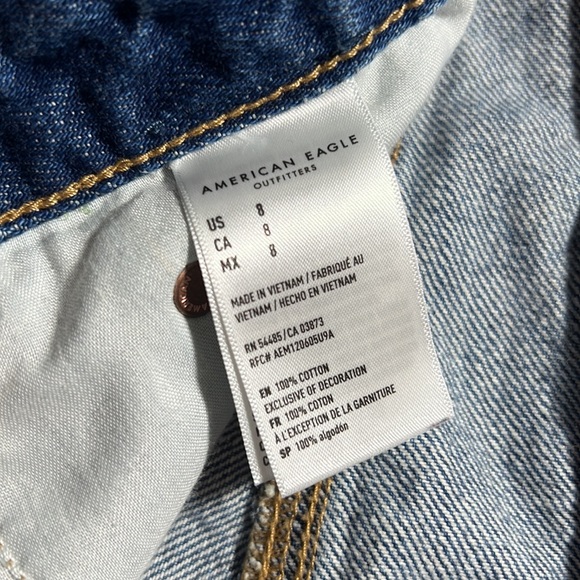 AMERICAN EAGLE
OUTFITTERS
US 8
CA 8
MX 8
MADE IN VIETNAM / FABRIQUÉ AU
VIETNAM / HECHO EN VIETNAM
RN 54485/CA 03873
RFC# AEM120605U9A
EN 100% COTTON
EXCLUSIVE OF DECORATION
FR 100% COTON
À L'EXCEPTION DE LA GARNITURE
SP 100% algodón